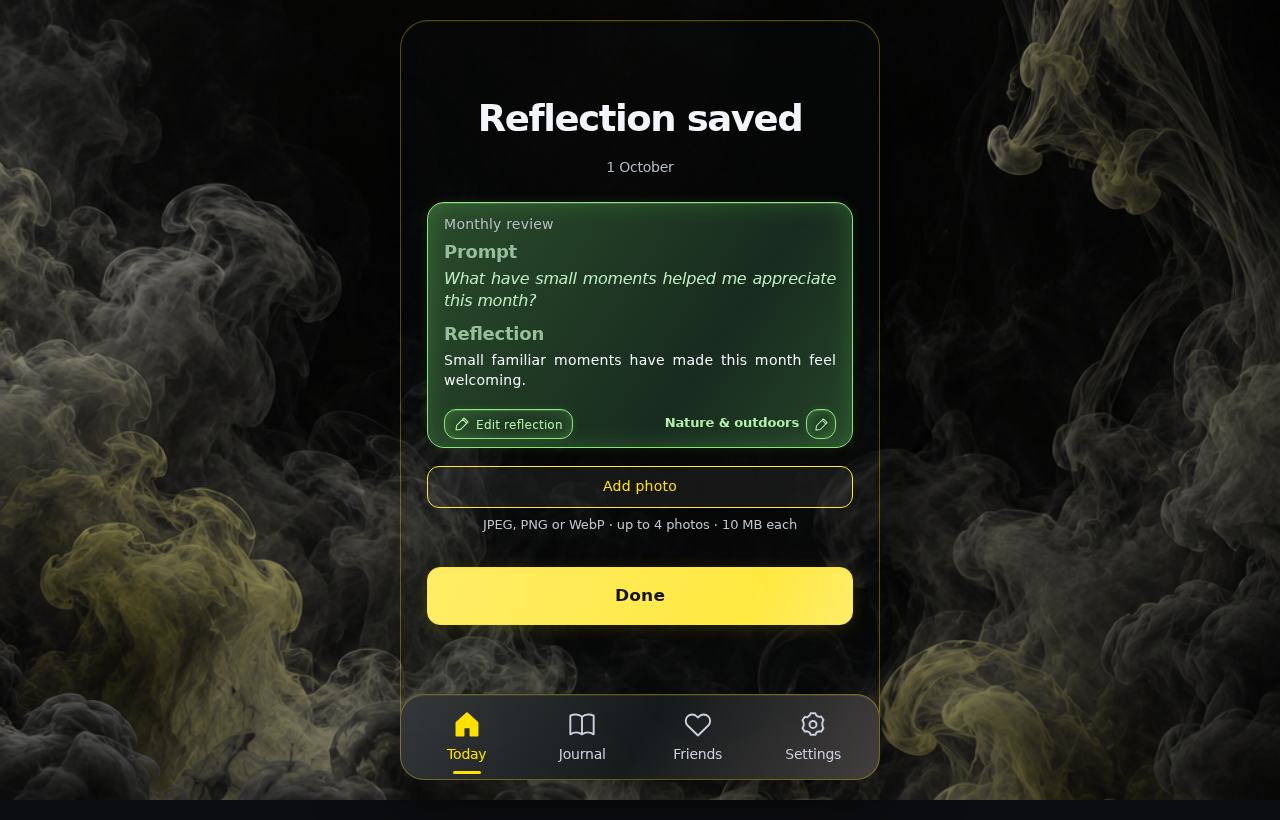 Reflection saved
1 October
Monthly review
Prompt
What have small moments helped me appreciate
this month?
Reflection
Small familiar moments have made this month feel
welcoming.
Edit reflection
Nature & outdoors
Add photo
JPEG, PNG or WebP · up to 4 photos · 10 MB each
Done
Today
Journal
Friends
Settings